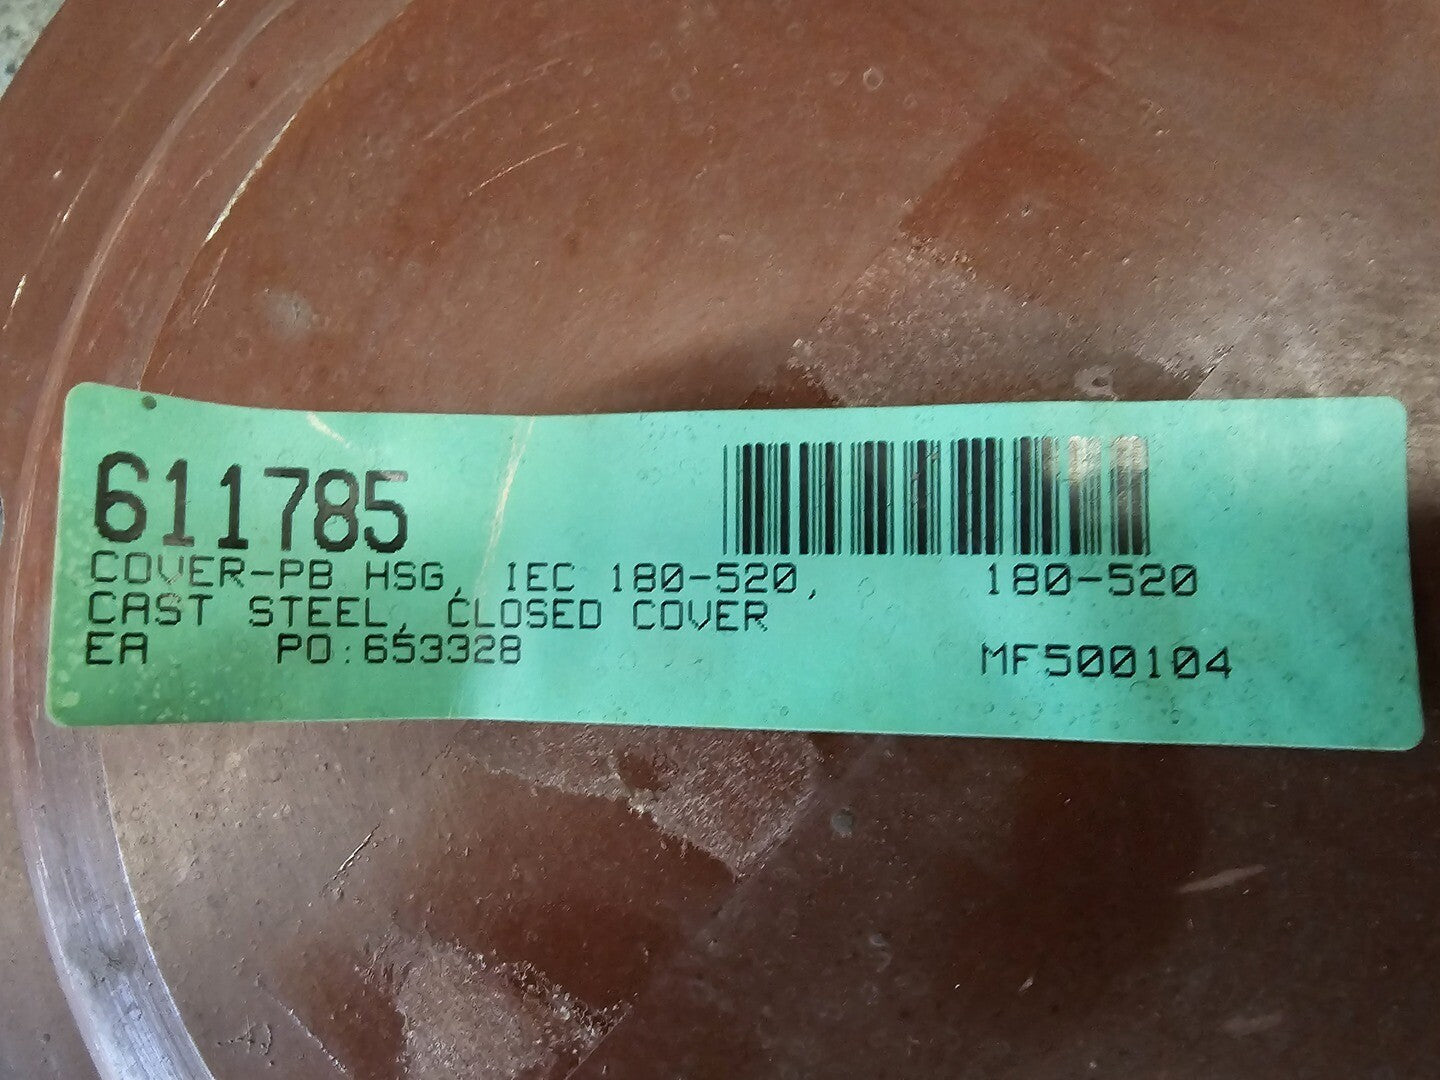 611785
COVER-PB HSG, IEC 180-520, 180-520
CAST STEEL, CLOSED COVER
EA PO:653328 MF500104